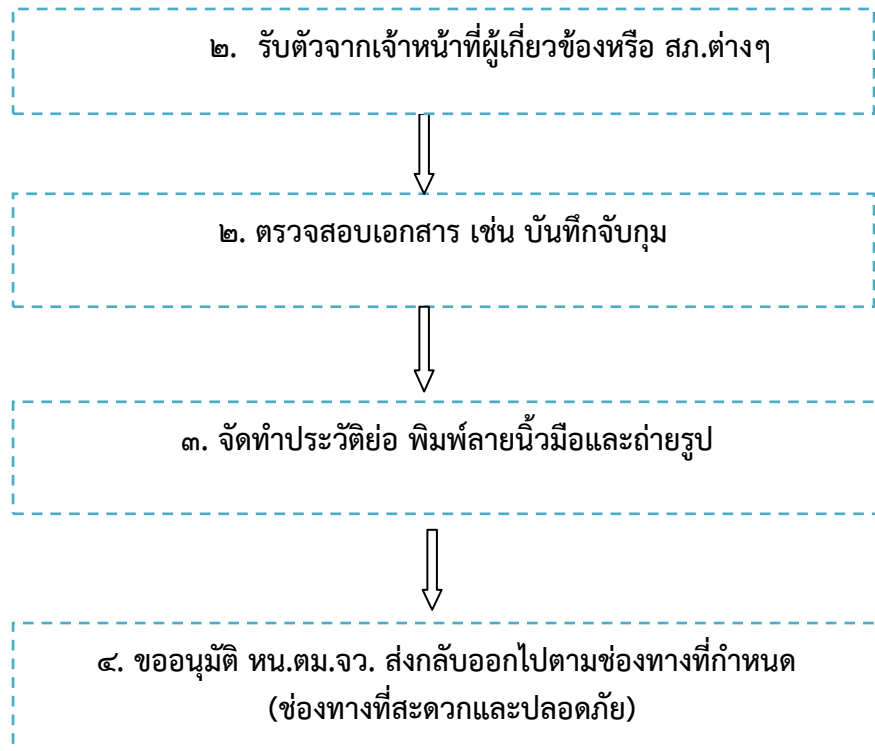 ๒. รับตัวจากเจ้าหน้าที่ผู้เกี่ยวข้องหรือ สภ.ต่างๆ
๒. ตรวจสอบเอกสาร เช่น บันทึกจับกุม
๓. จัดทำประวัติย่อ พิมพ์ลายนิ้วมือและถ่ายรูป
๔. ขออนุมัติ หน.ตม.จว. ส่งกลับออกไปตามช่องทางที่กำหนด
(ช่องทางที่สะดวกและปลอดภัย)